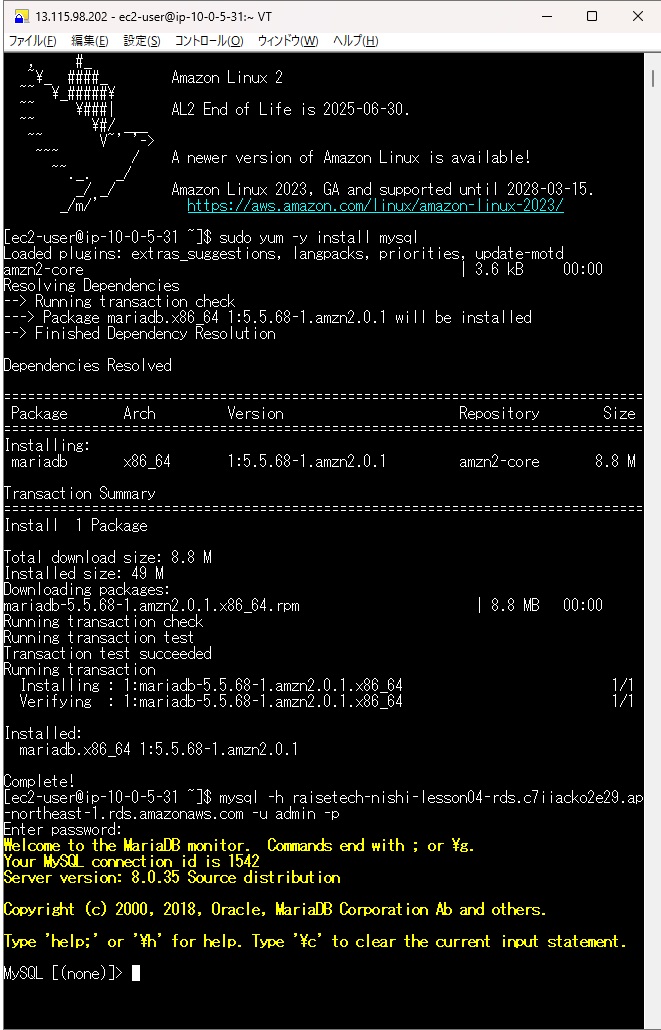 13.115.98.202 - ec2-user@ip-10-0-5-31:~ VT
ファイル(F) 編集(E) 設定(S) コントロール(O) ウィンドウ(W) ヘルプ(H)
   ,     #_
   ~¥_  ####_        Amazon Linux 2
  ~~  ¥_#####¥
  ~~     ¥###|       AL2 End of Life is 2025-06-30.
  ~~       ¥#/ ___
   ~~       V~' '->
    ~~~         /    A newer version of Amazon Linux is available!
      ~~._.   _/
         _/ _/       Amazon Linux 2023, GA and supported until 2028-03-15.
       _/m/'           https://aws.amazon.com/linux/amazon-linux-2023/
[ec2-user@ip-10-0-5-31 ~]$ sudo yum -y install mysql
Loaded plugins: extras_suggestions, langpacks, priorities, update-motd
amzn2-core | 3.6 kB 00:00
Resolving Dependencies
--> Running transaction check
---> Package mariadb.x86_64 1:5.5.68-1.amzn2.0.1 will be installed
--> Finished Dependency Resolution
Dependencies Resolved
================================================================================
Package Arch Version Repository Size
================================================================================
Installing:
mariadb x86_64 1:5.5.68-1.amzn2.0.1 amzn2-core 8.8 M
Transaction Summary
================================================================================
Install  1 Package
Total download size: 8.8 M
Installed size: 49 M
Downloading packages:
mariadb-5.5.68-1.amzn2.0.1.x86_64.rpm | 8.8 MB 00:00
Running transaction check
Running transaction test
Transaction test succeeded
Running transaction
Installing : 1:mariadb-5.5.68-1.amzn2.0.1.x86_64 1/1
Verifying  : 1:mariadb-5.5.68-1.amzn2.0.1.x86_64 1/1
Installed:
mariadb.x86_64 1:5.5.68-1.amzn2.0.1
Complete!
[ec2-user@ip-10-0-5-31 ~]$ mysql -h raisetech-nishi-lesson04-rds.c7iiacko2e29.ap
-northeast-1.rds.amazonaws.com -u admin -p
Enter password:
Welcome to the MariaDB monitor.  Commands end with ; or ¥g.
Your MySQL connection id is 1542
Server version: 8.0.35 Source distribution
Copyright (c) 2000, 2018, Oracle, MariaDB Corporation Ab and others.
Type 'help;' or '¥h' for help. Type '¥c' to clear the current input statement.
MySQL [(none)]>